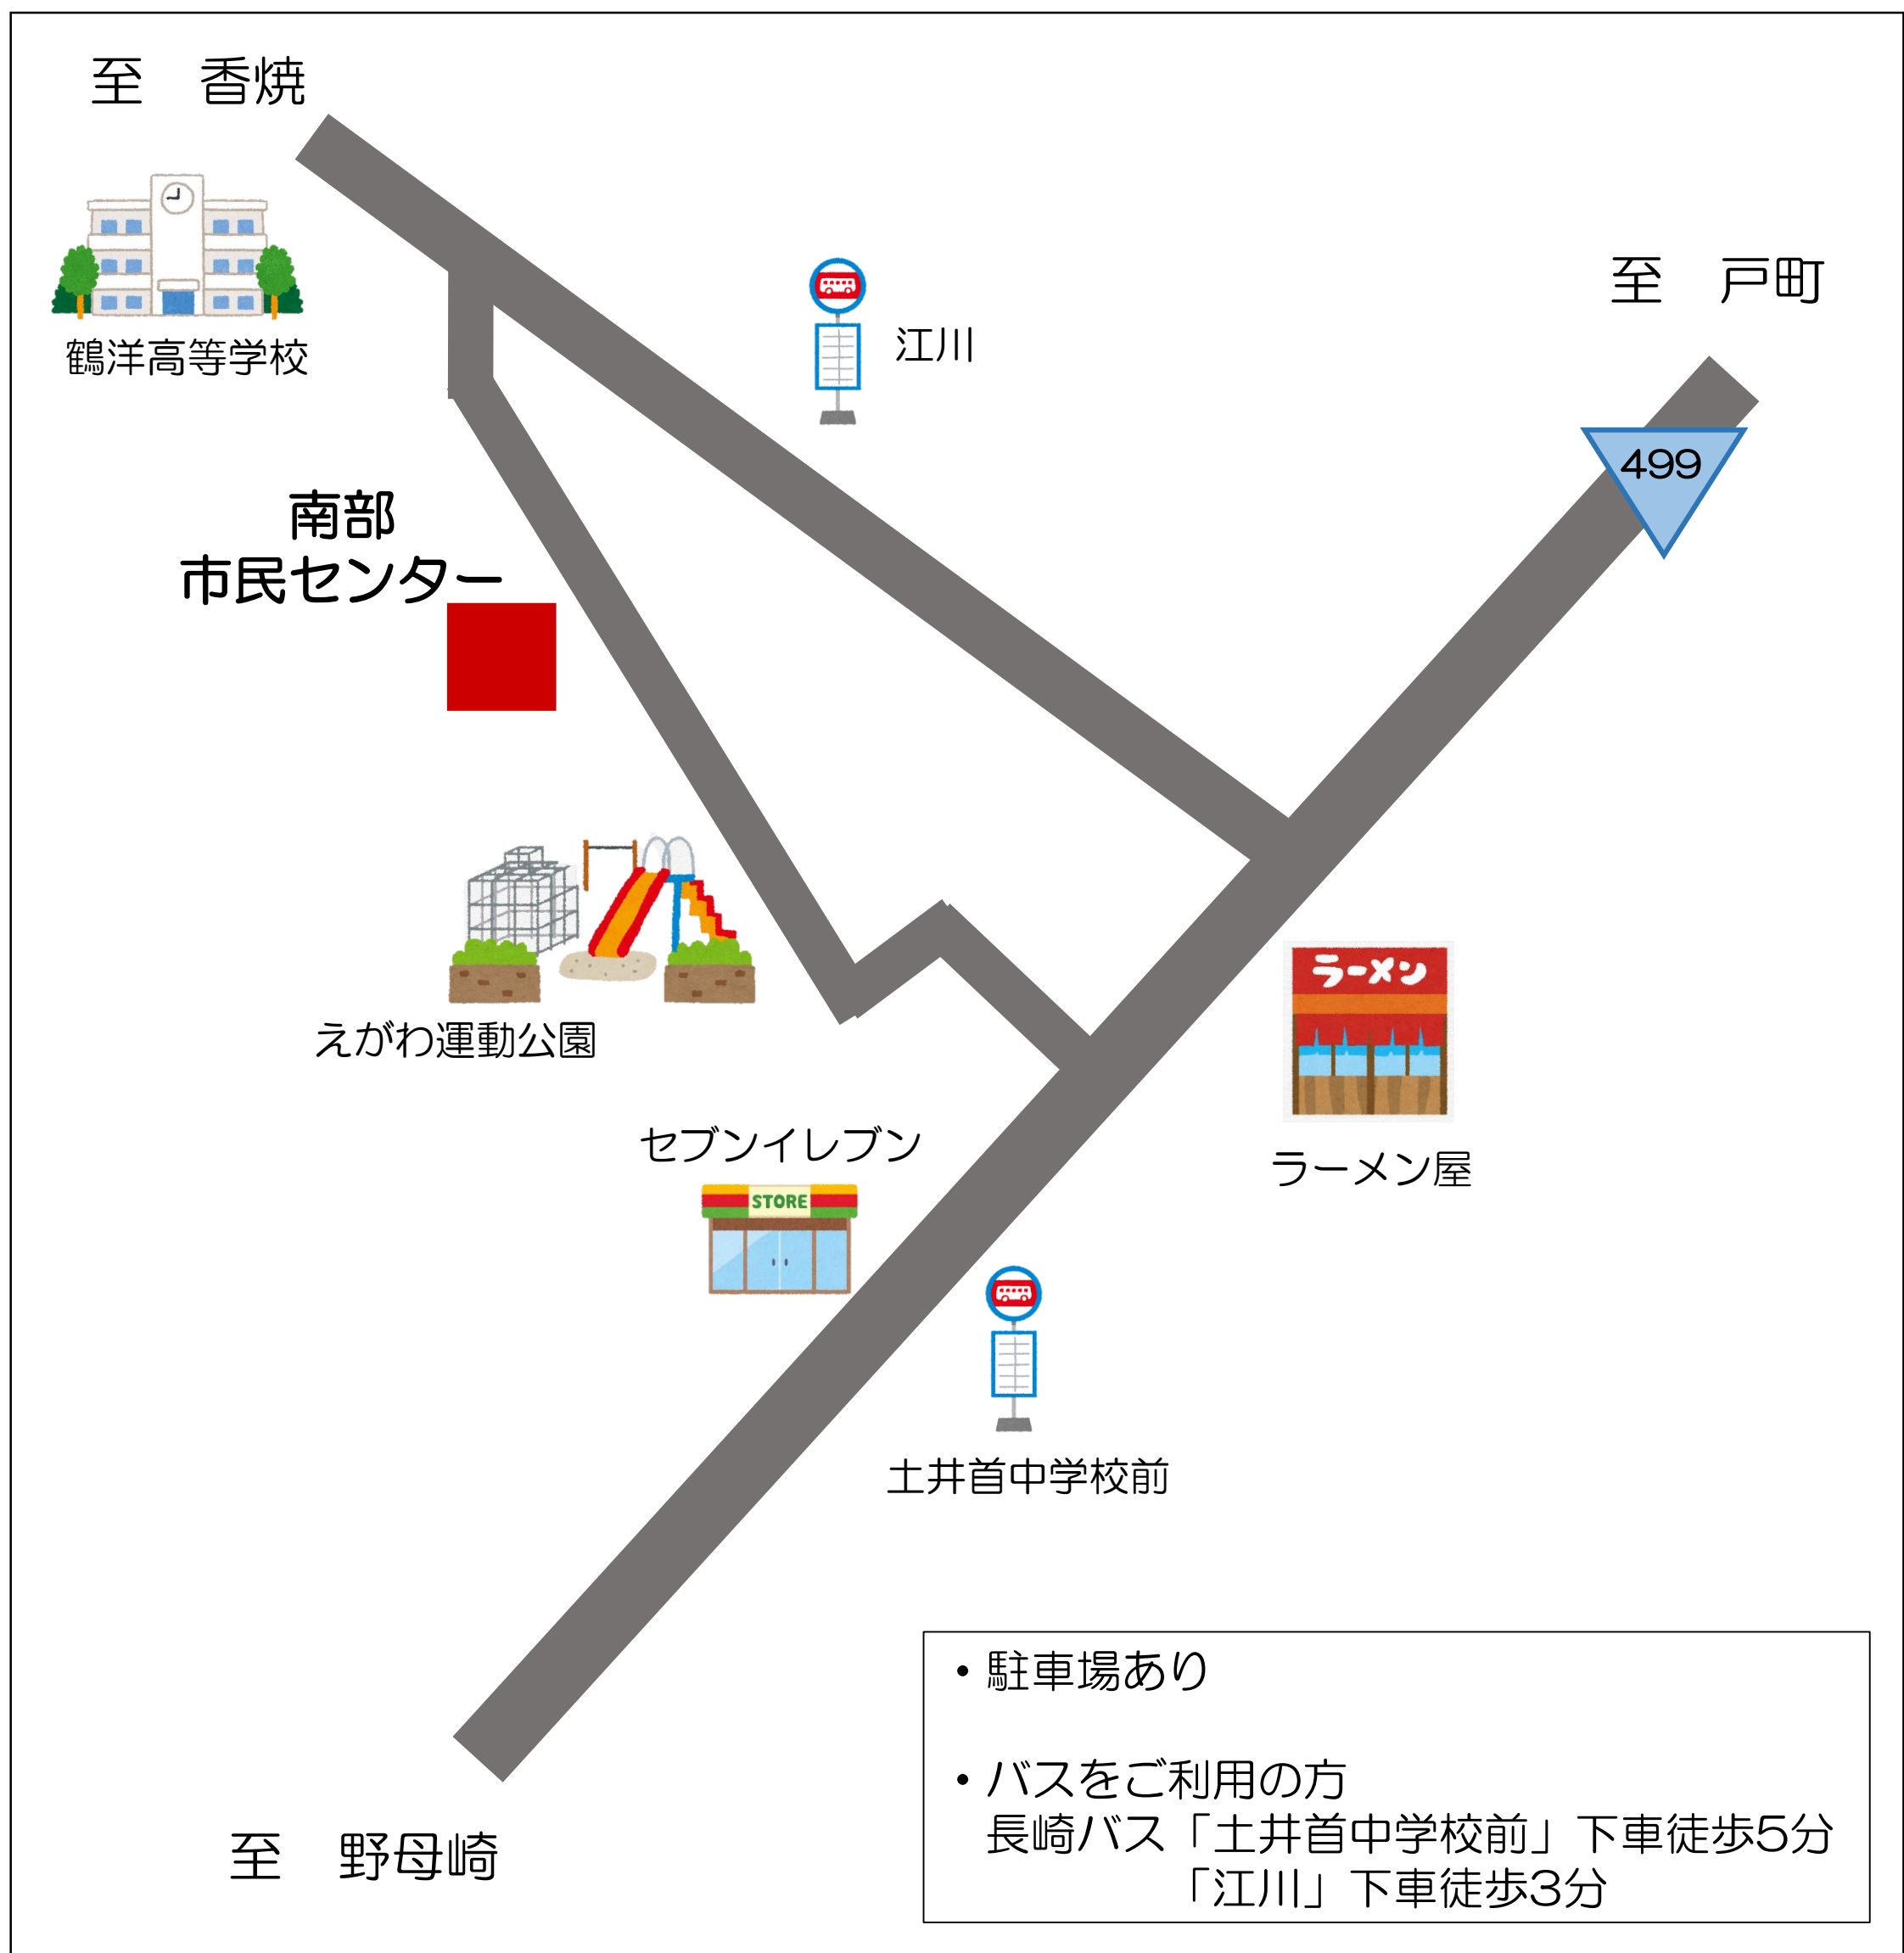 至　香焼
至　戸町
鶴洋高等学校
江川
499
南部
市民センター
えがわ運動公園
ラーメン
ラーメン屋
セブンイレブン
STORE
土井首中学校前
・駐車場あり
・バスをご利用の方
長崎バス「土井首中学校前」下車徒歩5分
「江川」下車徒歩3分
至　野母崎